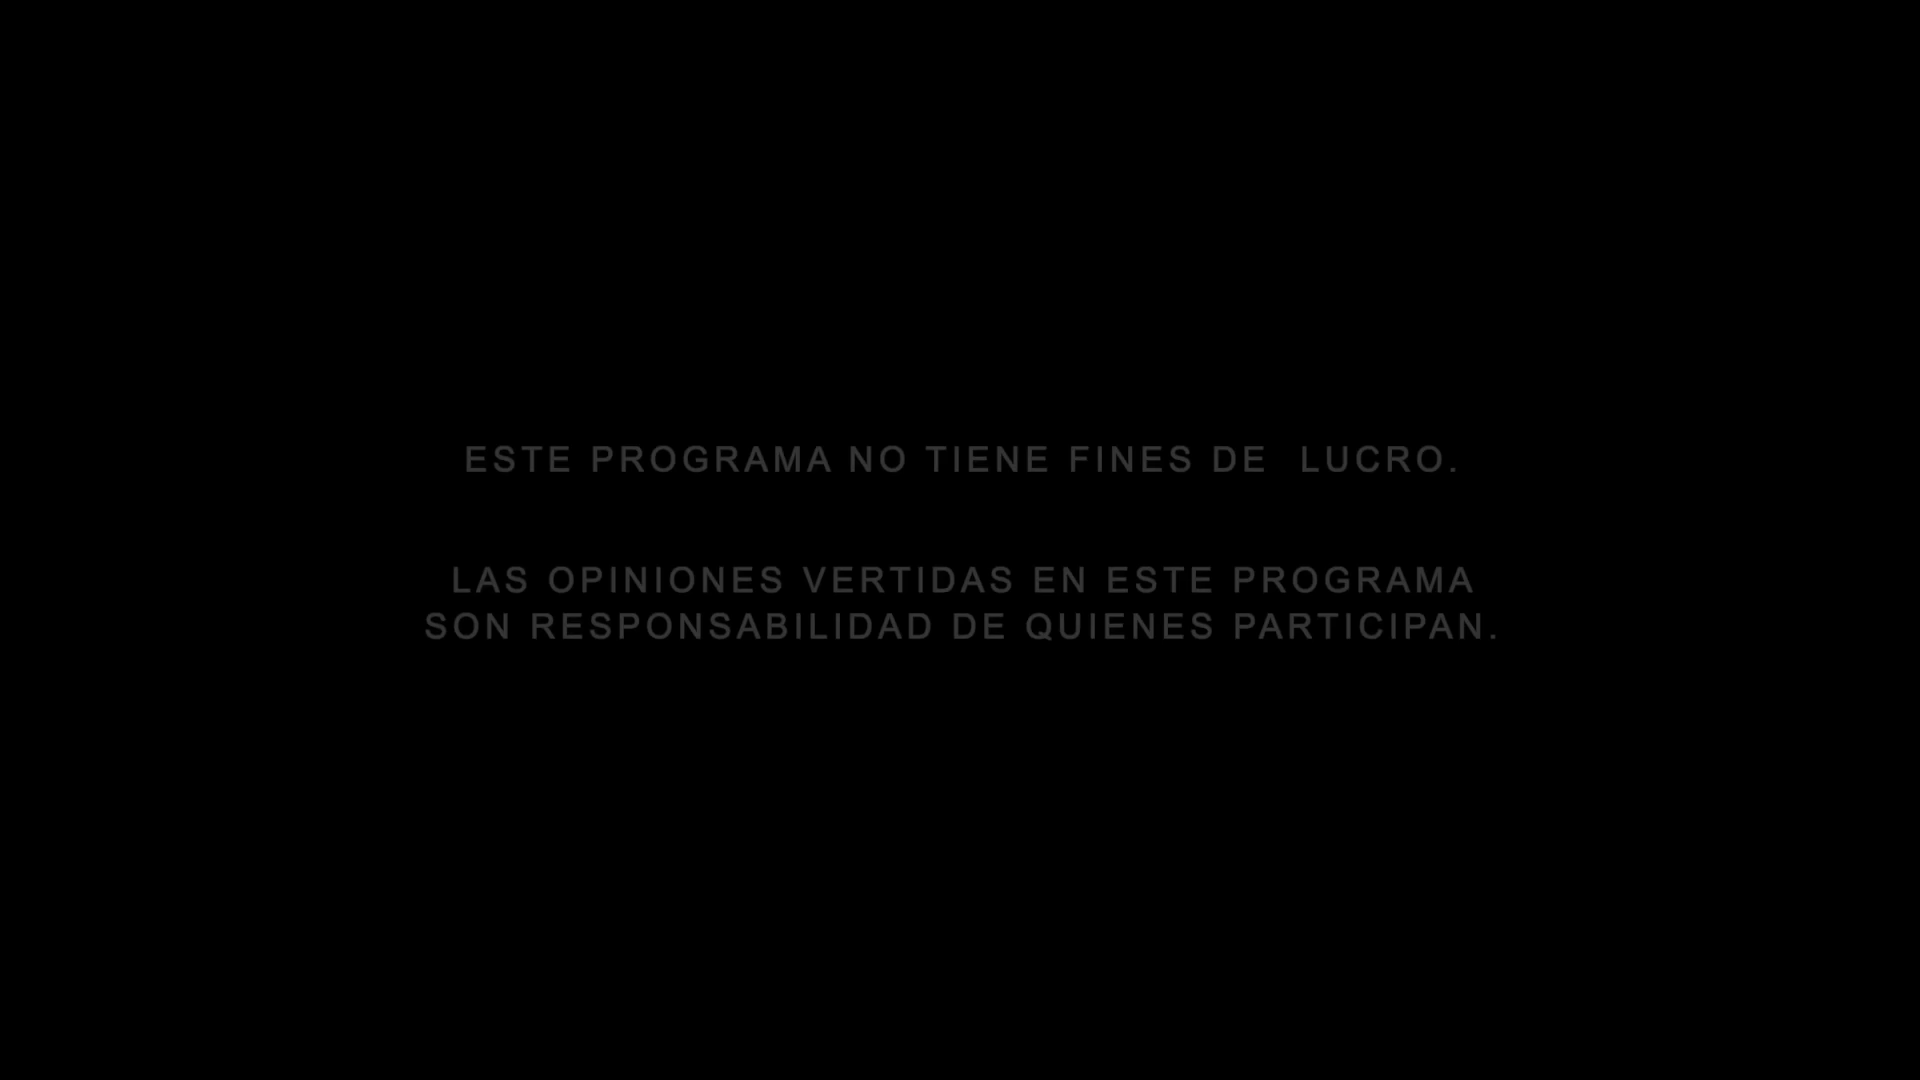 ESTE PROGRAMA NO TIENE FINES DE  LUCRO.
LAS OPINIONES VERTIDAS EN ESTE PROGRAMA
SON RESPONSABILIDAD DE QUIENES PARTICIPAN.